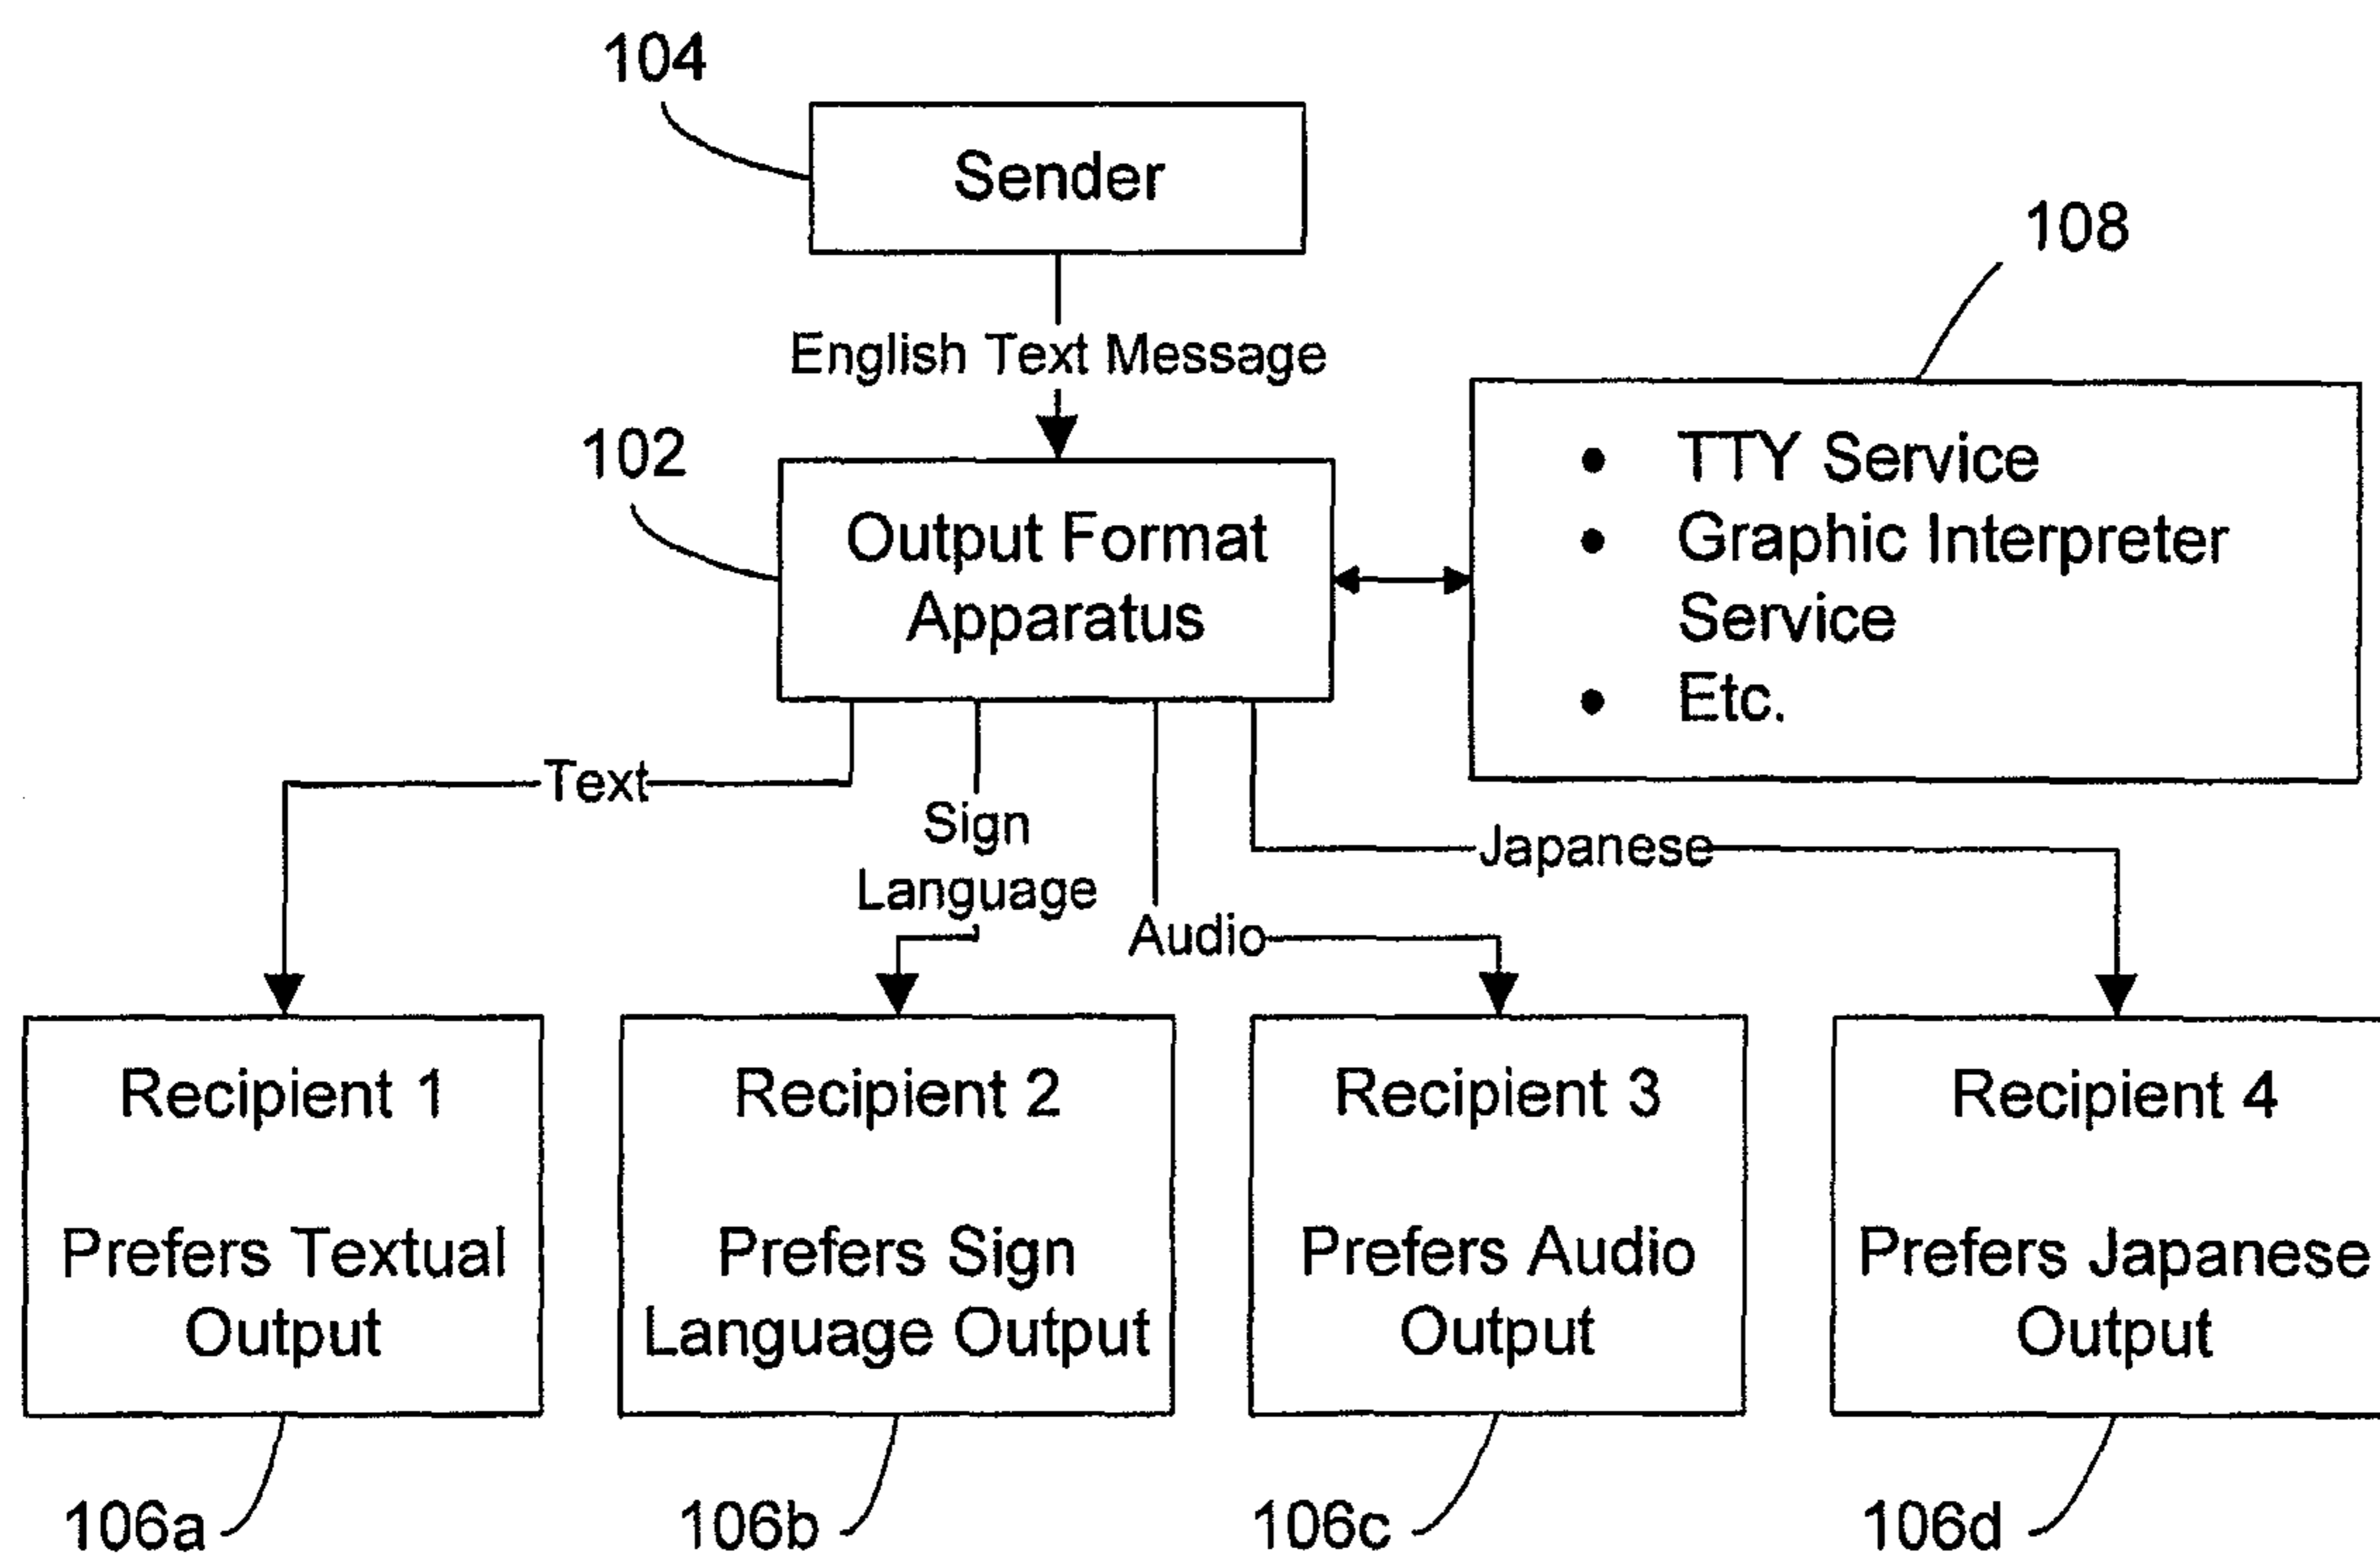 104
Sender
108
English Text Message
102
Output Format
Apparatus
• TTY Service
• Graphic Interpreter
Service
• Etc.
Text
Sign
Language
Audio
Japanese
Recipient 1
Prefers Textual
Output
Recipient 2
Prefers Sign
Language Output
Recipient 3
Prefers Audio
Output
Recipient 4
Prefers Japanese
Output
106a
106b
106c
106d